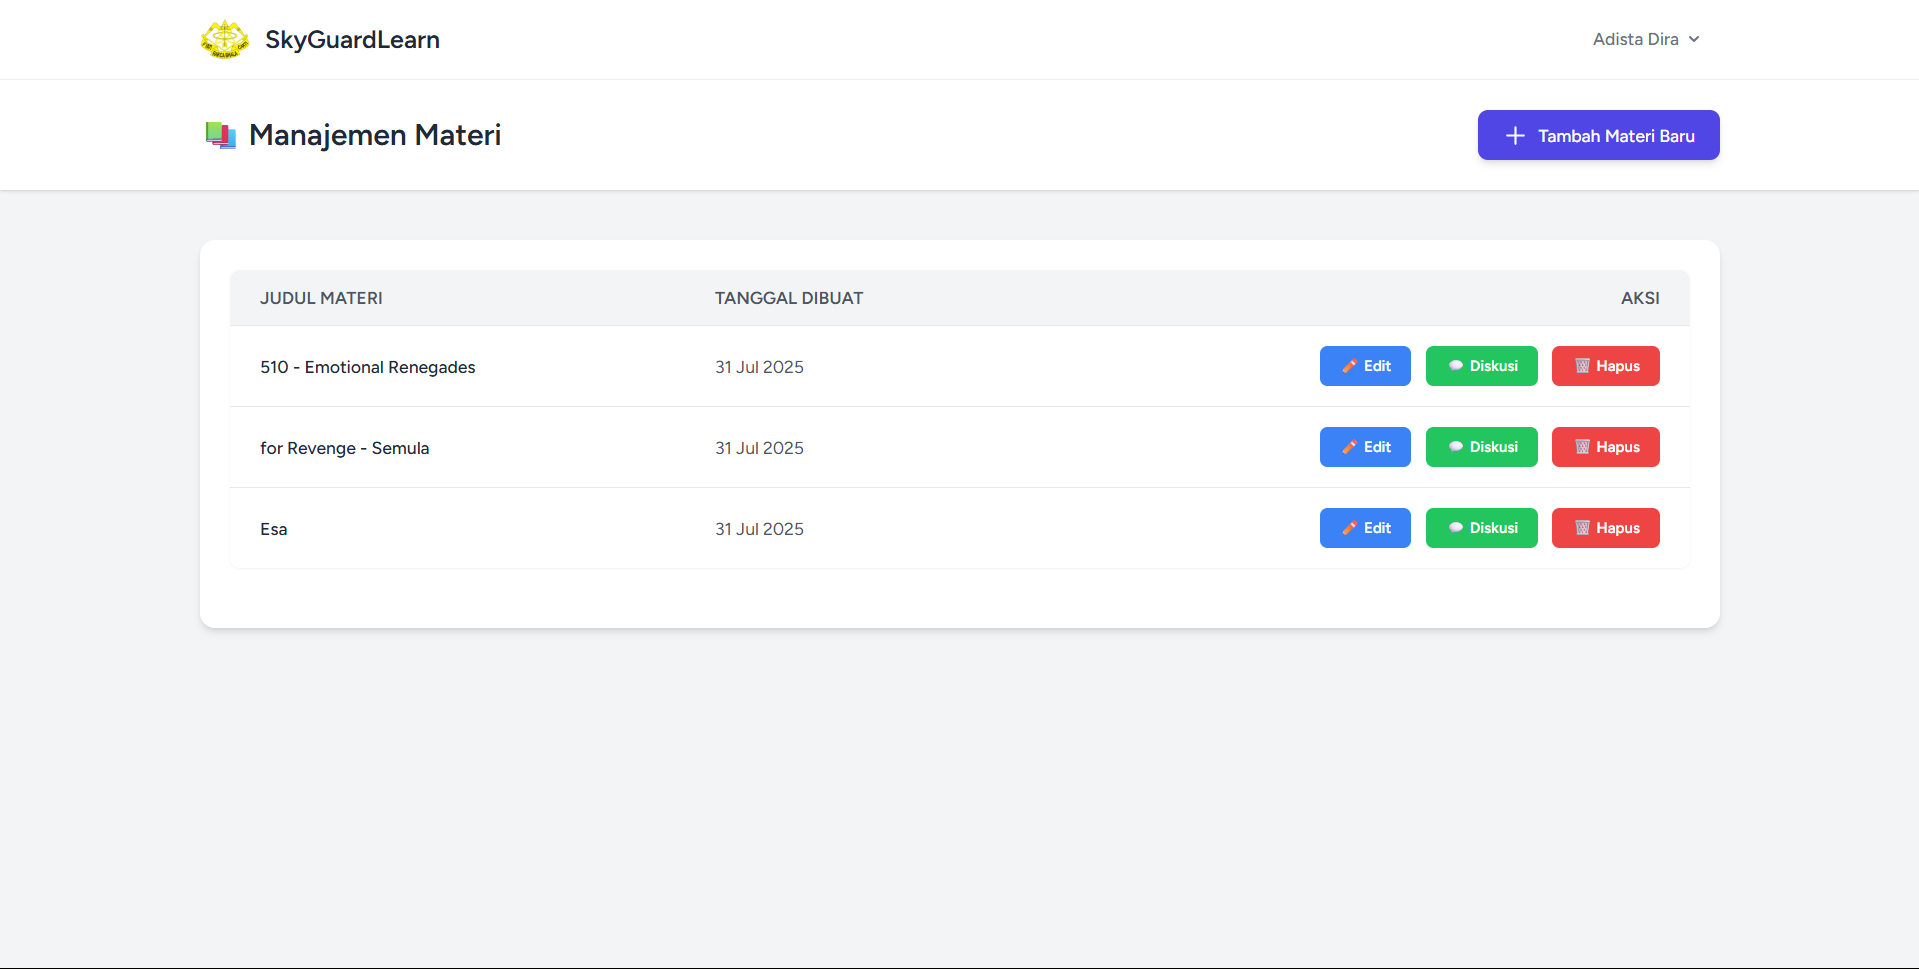 SkyGuardLearn
Adista Dira
Manajemen Materi
Tambah Materi Baru
JUDUL MATERI TANGGAL DIBUAT AKSI
510 - Emotional Renegades 31 Jul 2025 Edit Diskusi Hapus
for Revenge - Semula 31 Jul 2025 Edit Diskusi Hapus
Esa 31 Jul 2025 Edit Diskusi Hapus